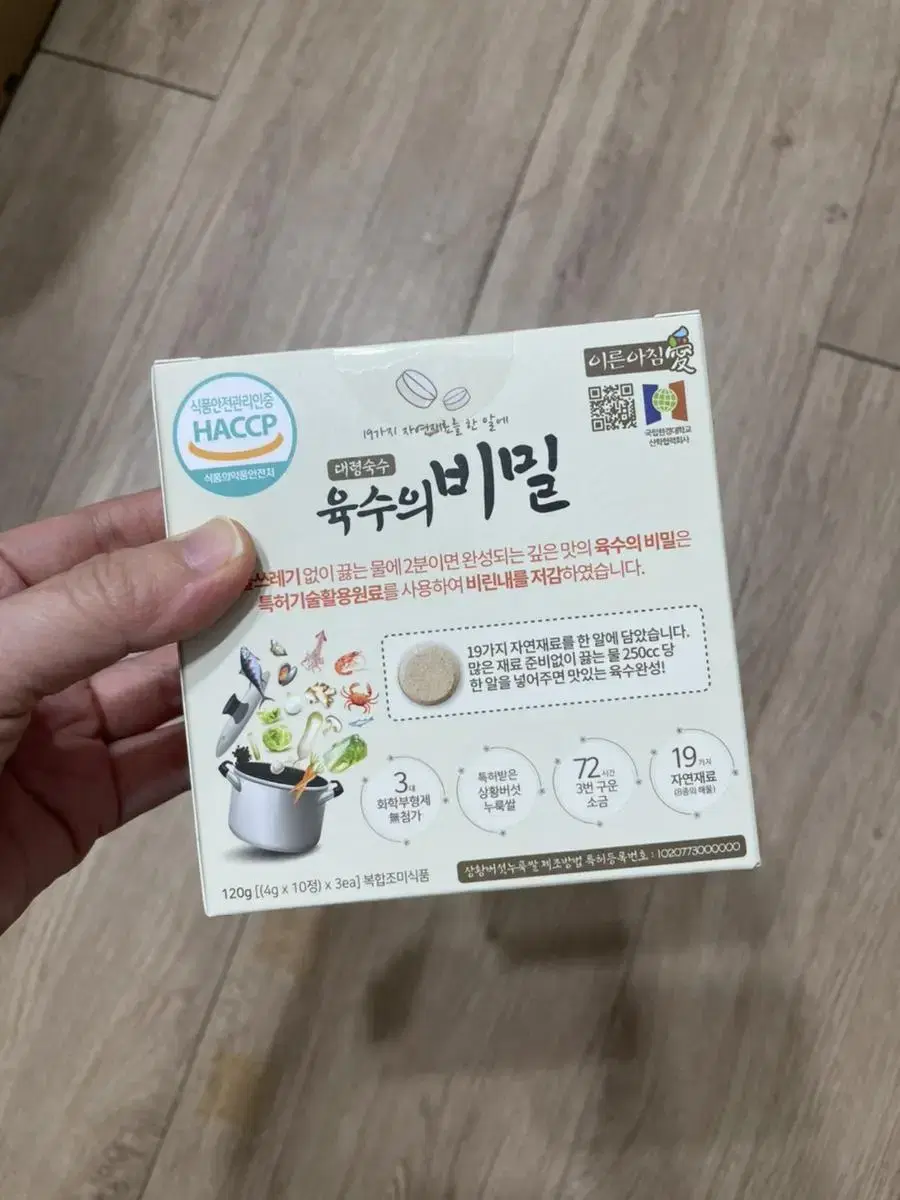 식품안전관리인증
HACCP
식품의약품안전처
이른아침愛
국립한경대학교
산학협력회사
19가지 자연재료를 한 알에
대령숙수
육수의비밀
쓰레기 없이 끓는 물에 2분이면 완성되는 깊은 맛의 육수의 비밀은
특허기술활용원료를 사용하여 비린내를 저감하였습니다.
19가지 자연재료를 한 알에 담았습니다.
많은 재료 준비없이 끓는 물 250cc 당
한 알을 넣어주면 맛있는 육수완성!
3대
화학부형제
無첨가
특허받은
상황버섯
누룩쌀
72시간
3번 구운
소금
19가지
자연재료
(8종의 해물)
120g [(4g x 10정) x 3ea] 복합조미식품
상황버섯누룩쌀 제조방법 특허등록번호 : 1020773000000